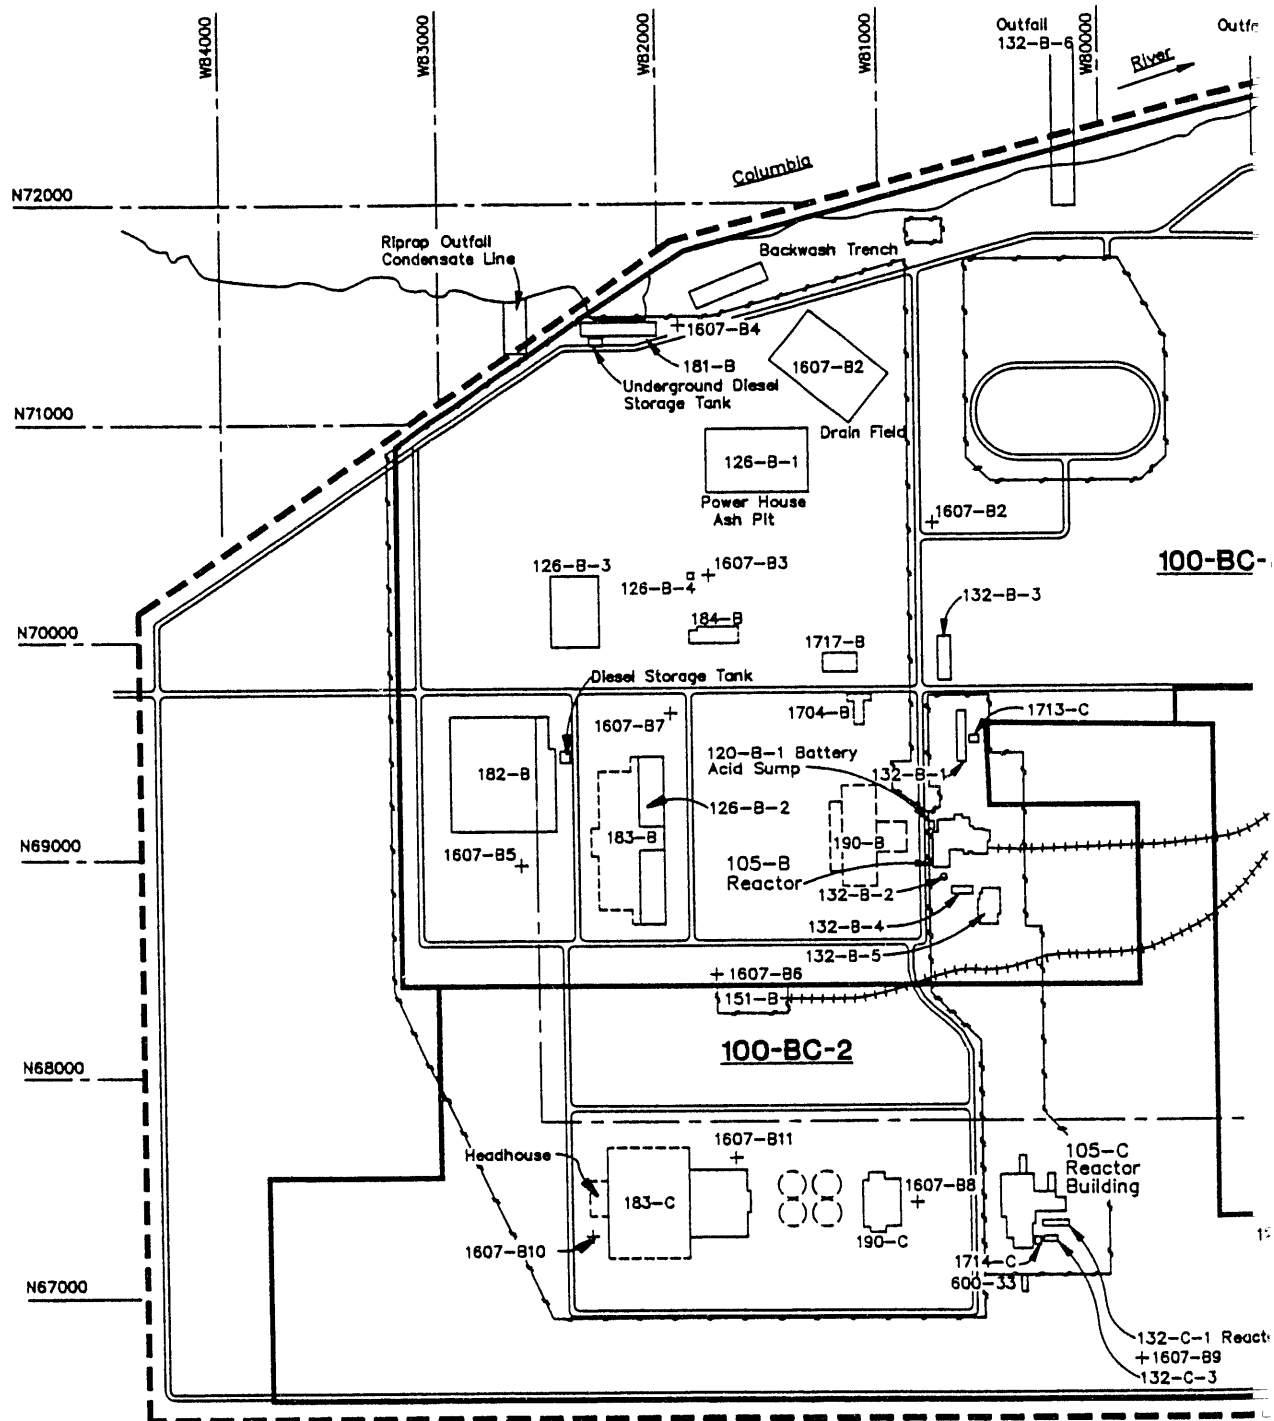 W84000
W83000
W82000
W81000
W80000
Outfall
132-B-6
River
Columbia
N72000
Riprap Outfall
Condensate Line
Backwash Trench
1607-B4
181-B
1607-B2
Underground Diesel
Storage Tank
N71000
Drain Field
126-B-1
Power House
Ash Pit
1607-B2
126-B-3
1607-B3
126-B-4
100-BC-
132-B-3
184-B
N70000
1717-B
Diesel Storage Tank
1607-B7
1704-B
1713-C
120-B-1 Battery
Acid Sump
132-B-1
182-B
126-B-2
183-B
190-B
N69000
1607-B5
105-B
Reactor
132-B-2
132-B-4
132-B-5
1607-B6
151-B
100-BC-2
N68000
1607-B11
Headhouse
105-C
Reactor
Building
183-C
1607-B8
190-C
1607-B10
1714-C
600-33
N67000
132-C-1
1607-B9
132-C-3